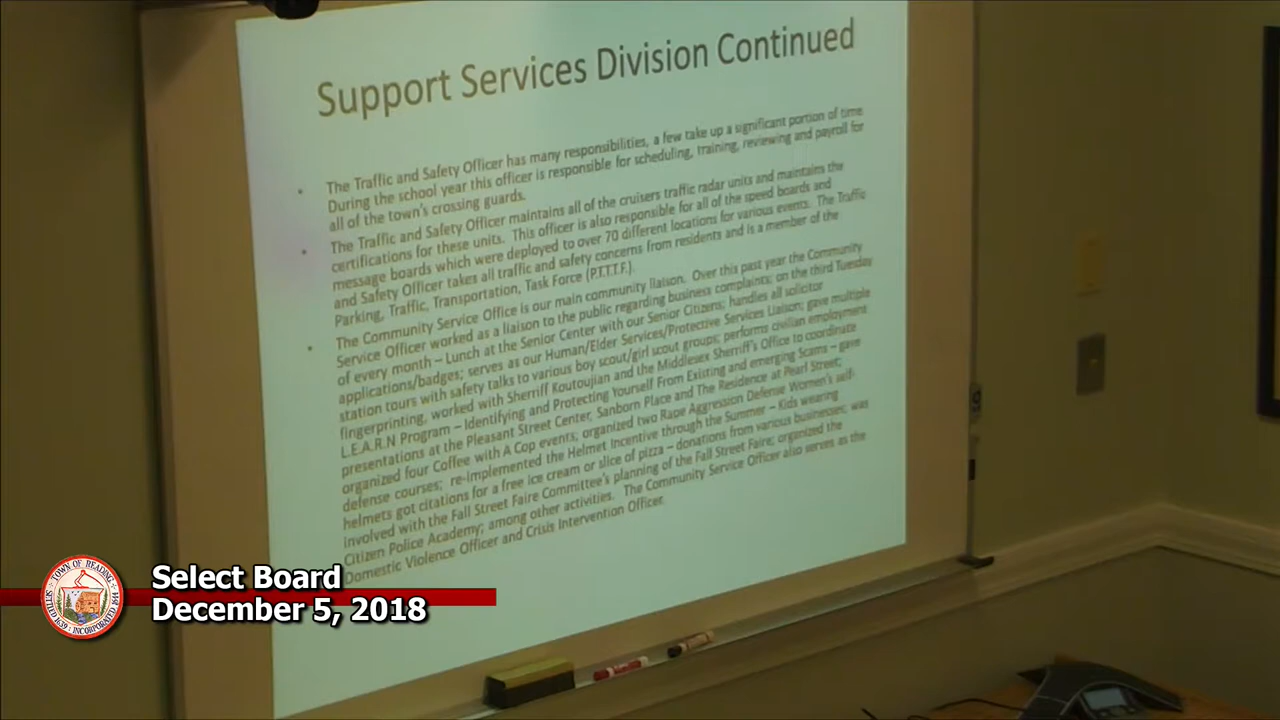 Support Services Division Continued
• The Traffic and Safety Officer has many responsibilities, a few take up a significant portion of time.
During the school year this officer is responsible for scheduling, training, reviewing and payroll for
all of the town's crossing guards.
• The Traffic and Safety Officer maintains all of the cruisers traffic radar units and maintains the
certifications for these units. This officer is also responsible for all of the speed boards and
message boards which were deployed to over 70 different locations for various events. The Traffic
and Safety Officer takes all traffic and safety concerns from residents and is a member of the
Parking, Traffic, Transportation, Task Force (P.T.T.T.F.).
• The Community Service Office is our main community liaison. Over this past year the Community
Service Officer worked as a liaison to the public regarding business complaints; on the third Tuesday
of every month – Lunch at the Senior Center with our Senior Citizens; handles all solicitor
applications/badges; serves as our Human/Elder Services/Protective Services Liaison; gave multiple
station tours with safety talks to various boy scout/girl scout groups; performs civilian employment
fingerprinting, worked with Sherriff Koutoujian and the Middlesex Sherriff's Office to coordinate
L.E.A.R.N Program – Identifying and Protecting Yourself From Existing and emerging Scams – gave
presentations at the Pleasant Street Center, Sanborn Place and The Residence at Pearl Street;
organized four Coffee with A Cop events; organized two Rape Aggression Defense Women's self-
defense courses; re-implemented the Helmet Incentive through the Summer – Kids wearing
helmets got citations for a free ice cream or slice of pizza – donations from various businesses; was
involved with the Fall Street Faire Committee's planning of the Fall Street Faire; organized the
Citizen Police Academy; among other activities. The Community Service Officer also serves as the
Domestic Violence Officer and Crisis Intervention Officer.
Select Board
December 5, 2018
TOWN OF READING
SETTLED 1639 INCORPORATED 1644